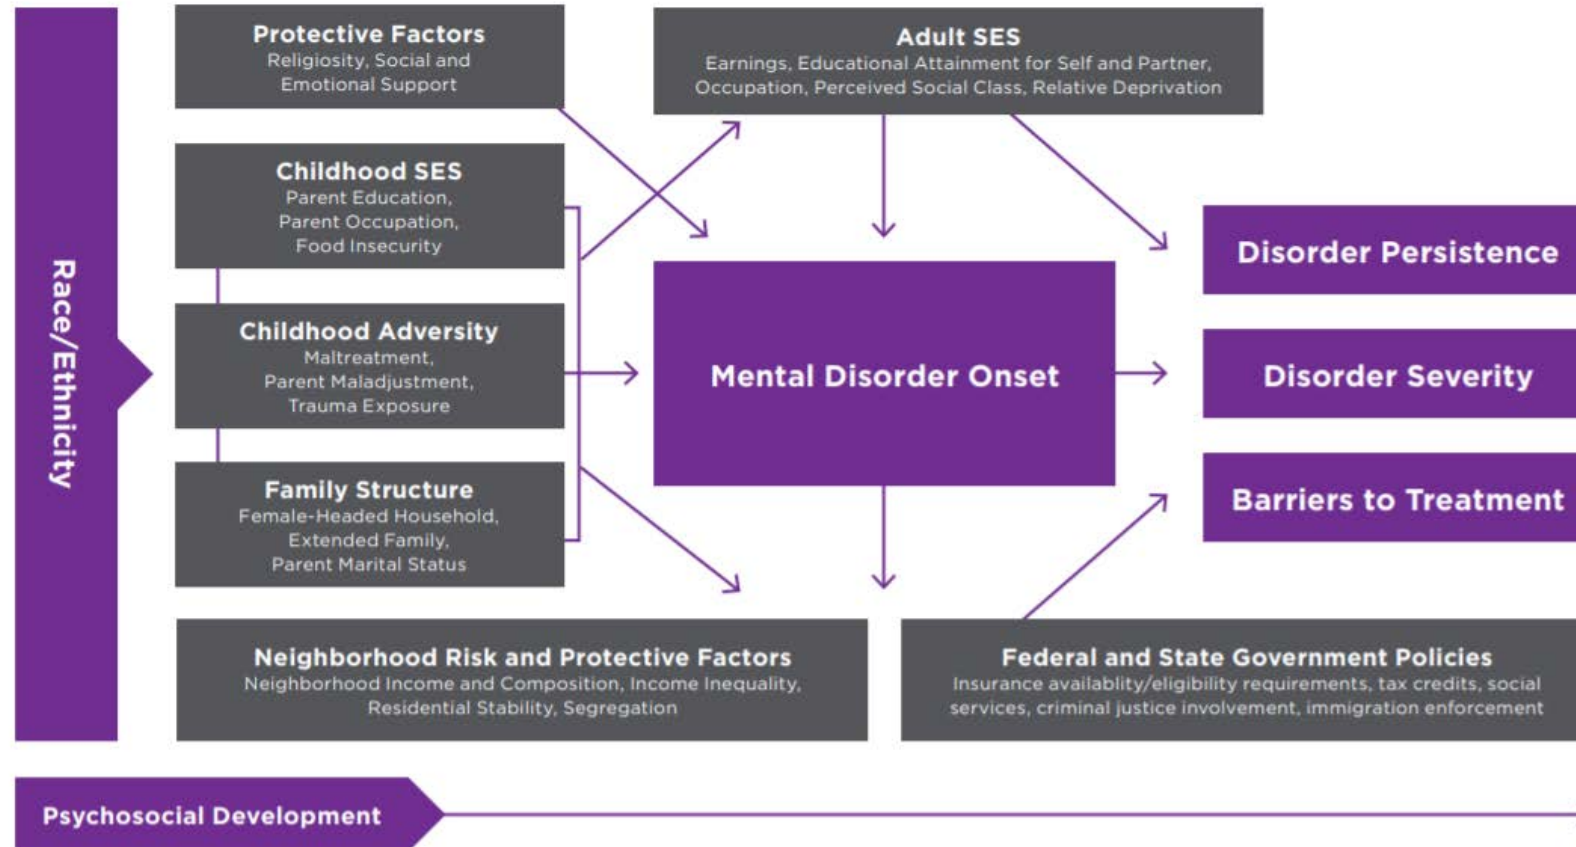 Race/Ethnicity
Protective Factors
Religiosity, Social and
Emotional Support
Childhood SES
Parent Education,
Parent Occupation,
Food Insecurity
Childhood Adversity
Maltreatment,
Parent Maladjustment,
Trauma Exposure
Family Structure
Female-Headed Household,
Extended Family,
Parent Marital Status
Adult SES
Earnings, Educational Attainment for Self and Partner,
Occupation, Perceived Social Class, Relative Deprivation
Mental Disorder Onset
Disorder Persistence
Disorder Severity
Barriers to Treatment
Neighborhood Risk and Protective Factors
Neighborhood Income and Composition, Income Inequality,
Residential Stability, Segregation
Federal and State Government Policies
Insurance availablity/eligibility requirements, tax credits, social
services, criminal justice involvement, immigration enforcement
Psychosocial Development